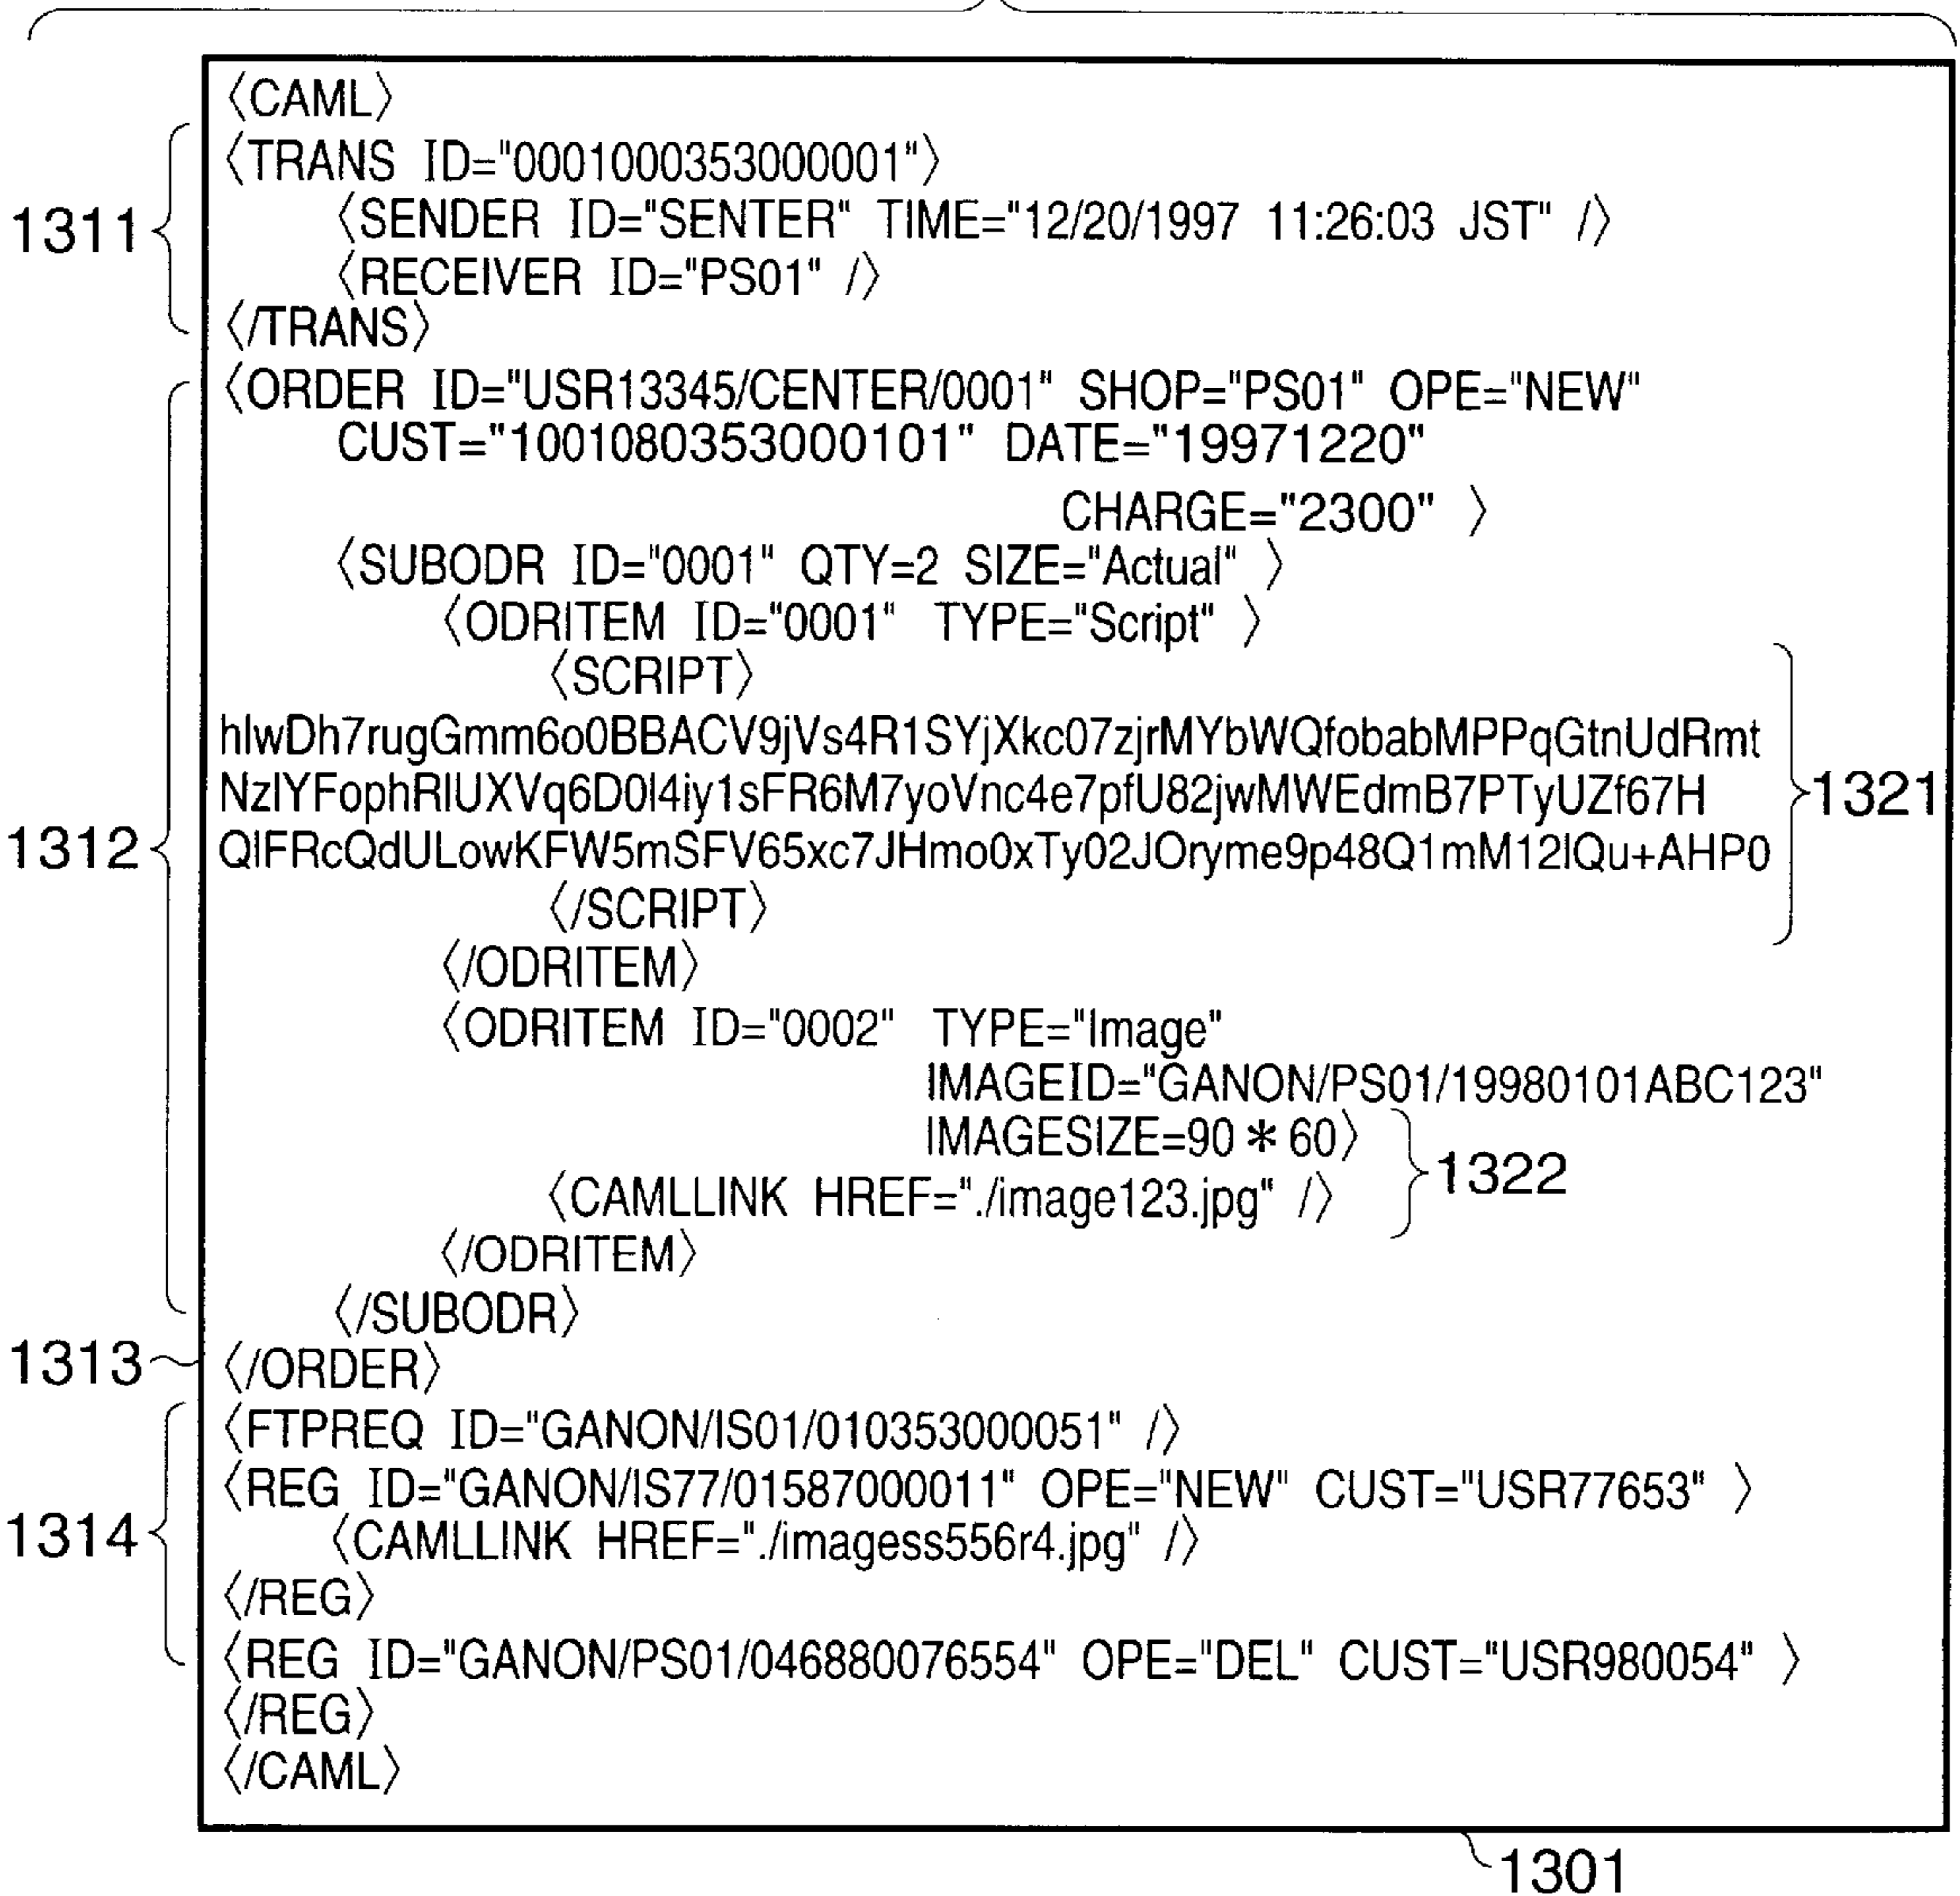 〈CAML〉
〈TRANS ID="0001000353000001"〉
1311
〈SENDER ID="SENTER" TIME="12/20/1997 11:26:03 JST" /〉
〈RECEIVER ID="PS01" /〉
〈/TRANS〉
〈ORDER ID="USR13345/CENTER/0001" SHOP="PS01" OPE="NEW"
CUST="1001080353000101" DATE="19971220"
CHARGE="2300" 〉
〈SUBODR ID="0001" QTY=2 SIZE="Actual" 〉
〈ODRITEM ID="0001" TYPE="Script" 〉
〈SCRIPT〉
hlwDh7rugGmm6o0BBACV9jVs4R1SYjXkc07zjrMYbWQfobabMPPqGtnUdRmt
NzlYFophRlUXVq6D0l4iy1sFR6M7yoVnc4e7pfU82jwMWEdmB7PTyUZf67H
1321
1312
QlFRcQdULowKFW5mSFV65xc7JHmo0xTy02JOryme9p48Q1mM12lQu+AHP0
〈/SCRIPT〉
〈/ODRITEM〉
〈ODRITEM ID="0002" TYPE="Image"
IMAGEID="GANON/PS01/19980101ABC123"
IMAGESIZE=90 * 60〉
1322
〈CAMLLINK HREF="./image123.jpg" /〉
〈/ODRITEM〉
〈/SUBODR〉
1313
〈/ORDER〉
〈FTPREQ ID="GANON/IS01/010353000051" /〉
〈REG ID="GANON/IS77/01587000011" OPE="NEW" CUST="USR77653" 〉
1314
〈CAMLLINK HREF="./imagess556r4.jpg" /〉
〈/REG〉
〈REG ID="GANON/PS01/046880076554" OPE="DEL" CUST="USR980054" 〉
〈/REG〉
〈/CAML〉
1301